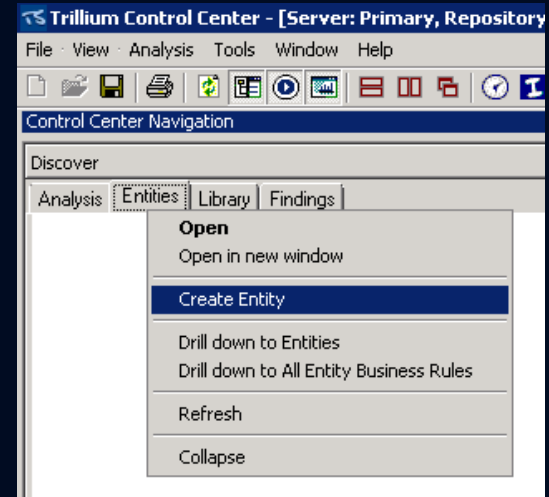 Trillium Control Center - [Server: Primary, Repository
File View Analysis Tools Window Help
Control Center Navigation
Discover
Analysis Entities Library Findings
Open
Open in new window
Create Entity
Drill down to Entities
Drill down to All Entity Business Rules
Refresh
Collapse